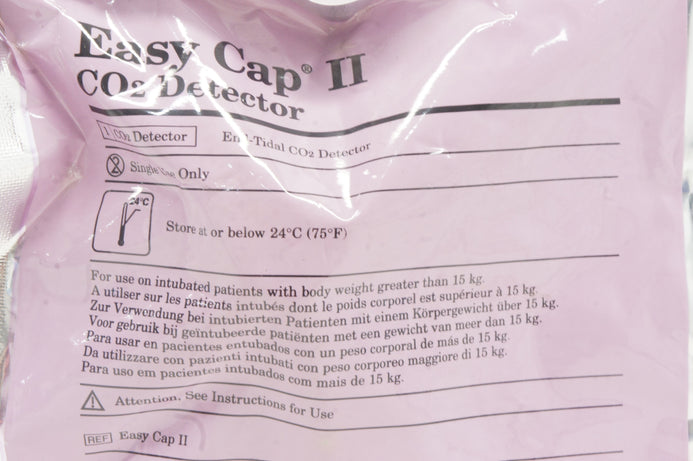 Easy Cap® II
CO2 Detector
1 CO2 Detector End-Tidal CO2 Detector
2 Single Use Only
24°C
Store at or below 24°C (75°F)
For use on intubated patients with body weight greater than 15 kg.
A utilser sur les patients intubés dont le poids corporel est supérieur à 15 kg.
Zur Verwendung bei intubierten Patienten mit einem Körpergewicht über 15 kg.
Voor gebruik bij geïntubeerde patiënten met een gewicht van meer dan 15 kg.
Para usar en pacientes entubados con un peso corporal de más de 15 kg.
Da utilizzare con pazienti intubati con peso corporeo maggiore di 15 kg.
Para uso em pacientes intubados com mais de 15 kg.
Attention, See Instructions for Use
REF Easy Cap II